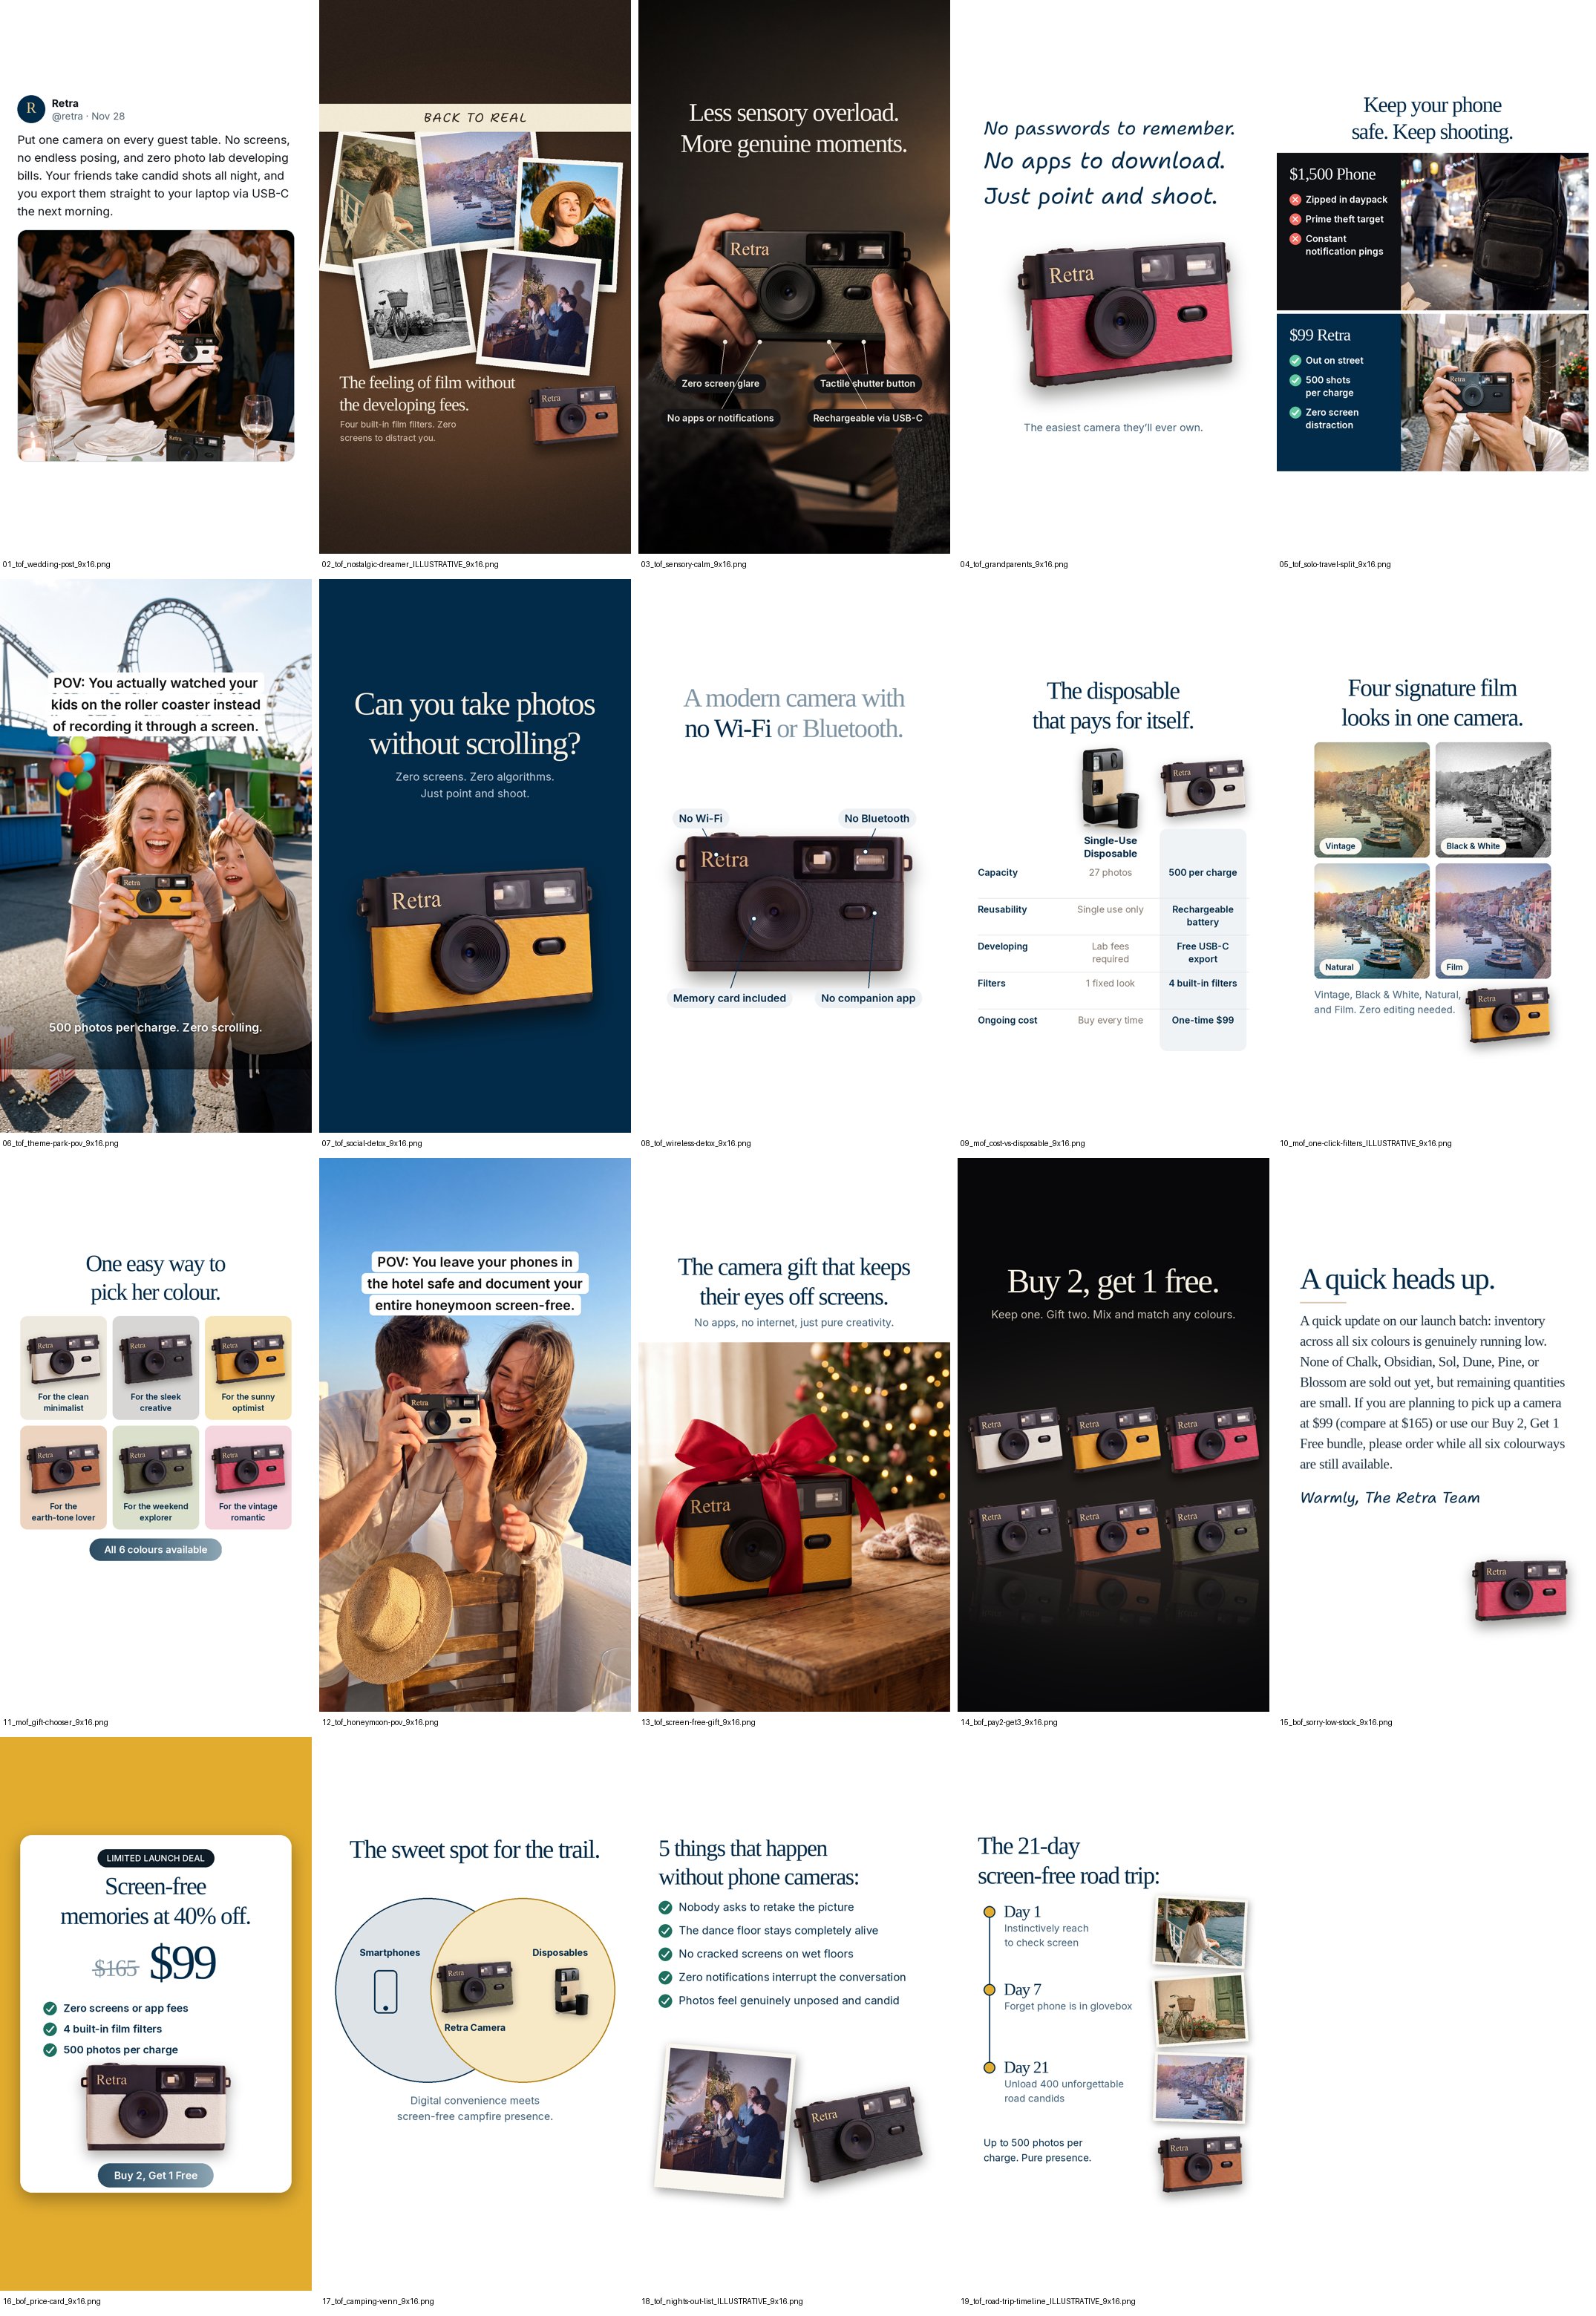 R
Retra
@retra · Nov 28
Put one camera on every guest table. No screens,
no endless posing, and zero photo lab developing
bills. Your friends take candid shots all night, and
you export them straight to your laptop via USB-C
the next morning.
Retra
01_tof_wedding-post_9x16.png
BACK TO REAL
The feeling of film without
the developing fees.
Four built-in film filters. Zero
screens to distract you.
Retra
02_tof_nostalgic-dreamer_ILLUSTRATIVE_9x16.png
Less sensory overload.
More genuine moments.
Retra
Zero screen glare
Tactile shutter button
No apps or notifications
Rechargeable via USB-C
03_tof_sensory-calm_9x16.png
No passwords to remember.
No apps to download.
Just point and shoot.
Retra
The easiest camera they'll ever own.
04_tof_grandparents_9x16.png
Keep your phone
safe. Keep shooting.
$1,500 Phone
Zipped in daypack
Prime theft target
Constant
notification pings
$99 Retra
Out on street
500 shots
per charge
Zero screen
distraction
Retra
05_tof_solo-travel-split_9x16.png
POV: You actually watched your
kids on the roller coaster instead
of recording it through a screen.
Retra
500 photos per charge. Zero scrolling.
06_tof_theme-park-pov_9x16.png
Can you take photos
without scrolling?
Zero screens. Zero algorithms.
Just point and shoot.
Retra
07_tof_social-detox_9x16.png
A modern camera with
no Wi-Fi or Bluetooth.
No Wi-Fi
No Bluetooth
Retra
Memory card included
No companion app
08_tof_wireless-detox_9x16.png
The disposable
that pays for itself.
Retra
Single-Use
Disposable
Capacity
27 photos
500 per charge
Reusability
Single use only
Rechargeable
battery
Developing
Lab fees
required
Free USB-C
export
Filters
1 fixed look
4 built-in filters
Ongoing cost
Buy every time
One-time $99
09_mof_cost-vs-disposable_9x16.png
Four signature film
looks in one camera.
Vintage
Black & White
Natural
Film
Vintage, Black & White, Natural,
and Film. Zero editing needed.
Retra
10_mof_one-click-filters_ILLUSTRATIVE_9x16.png
One easy way to
pick her colour.
Retra
Retra
Retra
For the clean
minimalist
For the sleek
creative
For the sunny
optimist
Retra
Retra
Retra
For the
earth-tone lover
For the weekend
explorer
For the vintage
romantic
All 6 colours available
11_mof_gift-chooser_9x16.png
POV: You leave your phones in
the hotel safe and document your
entire honeymoon screen-free.
Retra
12_tof_honeymoon-pov_9x16.png
The camera gift that keeps
their eyes off screens.
No apps, no internet, just pure creativity.
Retra
13_tof_screen-free-gift_9x16.png
Buy 2, get 1 free.
Keep one. Gift two. Mix and match any colours.
Retra
Retra
Retra
Retra
Retra
Retra
14_bof_pay2-get3_9x16.png
A quick heads up.
A quick update on our launch batch: inventory
across all six colours is genuinely running low.
None of Chalk, Obsidian, Sol, Dune, Pine, or
Blossom are sold out yet, but remaining quantities
are small. If you are planning to pick up a camera
at $99 (compare at $165) or use our Buy 2, Get 1
Free bundle, please order while all six colourways
are still available.
Warmly, The Retra Team
Retra
15_bof_sorry-low-stock_9x16.png
LIMITED LAUNCH DEAL
Screen-free
memories at 40% off.
$165 $99
Zero screens or app fees
4 built-in film filters
500 photos per charge
Retra
Buy 2, Get 1 Free
16_bof_price-card_9x16.png
The sweet spot for the trail.
Smartphones
Disposables
Retra
Retra Camera
Digital convenience meets
screen-free campfire presence.
17_tof_camping-venn_9x16.png
5 things that happen
without phone cameras:
Nobody asks to retake the picture
The dance floor stays completely alive
No cracked screens on wet floors
Zero notifications interrupt the conversation
Photos feel genuinely unposed and candid
Retra
18_tof_nights-out-list_ILLUSTRATIVE_9x16.png
The 21-day
screen-free road trip:
Day 1
Instinctively reach
to check screen
Day 7
Forget phone is in glovebox
Day 21
Unload 400 unforgettable
road candids
Up to 500 photos per
charge. Pure presence.
Retra
19_tof_road-trip-timeline_ILLUSTRATIVE_9x16.png